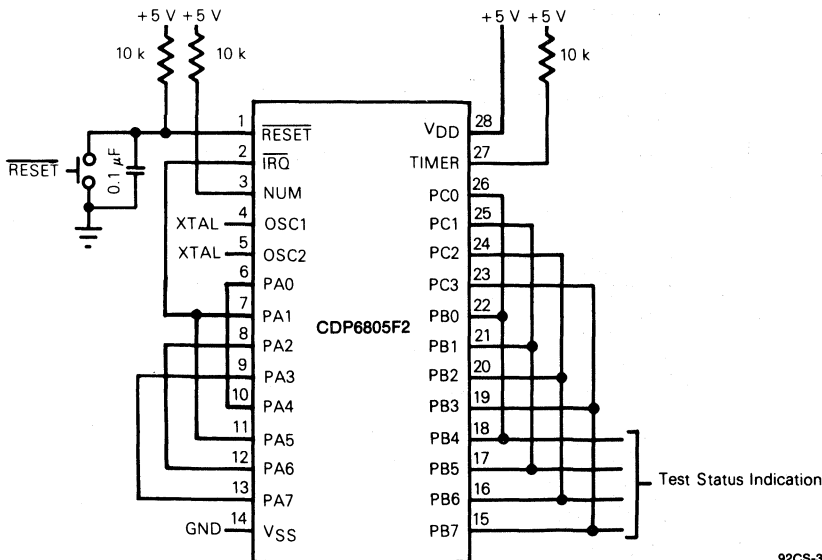 +5 V +5 V
10 k
10 k
+5 V +5 V
10 k
RESET
0.1 µF
XTAL
XTAL
GND
1 RESET
2 IRQ
3 NUM
4 OSC1
5 OSC2
6 PA0
7 PA1
8 PA2
9 PA3
10 PA4
11 PA5
12 PA6
13 PA7
14 VSS
CDP6805F2
VDD 28
TIMER 27
PC0 26
PC1 25
PC2 24
PC3 23
PB0 22
PB1 21
PB2 20
PB3 19
PB4 18
PB5 17
PB6 16
PB7 15
Test Status Indication